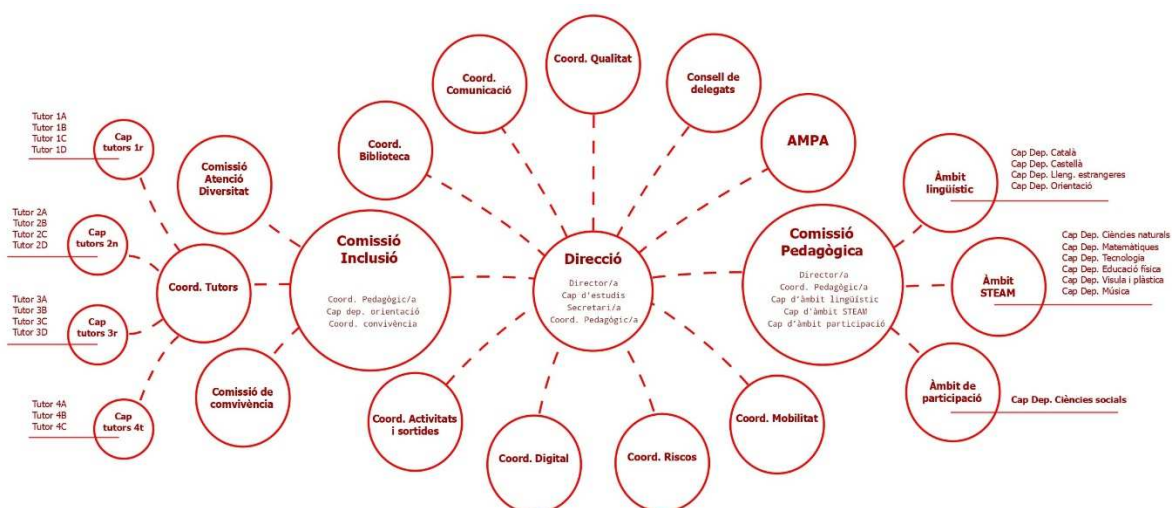 Tutor 1A
Tutor 1B
Tutor 1C
Tutor 1D
Cap
tutors 1r
Tutor 2A
Tutor 2B
Tutor 2C
Tutor 2D
Cap
tutors 2n
Tutor 3A
Tutor 3B
Tutor 3C
Tutor 3D
Cap
tutors 3r
Tutor 4A
Tutor 4B
Tutor 4C
Cap
tutors 4t
Coord. Tutors
Comissió
Atenció
Diversitat
Comissió
Inclusió
Coord. Pedagògic/a
Cap dep. orientació
Coord. convivència
Comissió de
comvivència
Coord.
Biblioteca
Coord.
Comunicació
Coord. Qualitat
Consell de
delegats
AMPA
Direcció
Director/a
Cap d'estudis
Secretari/a
Coord. Pedagògic/a
Coord. Activitats
i sortides
Coord. Digital
Coord. Riscos
Coord. Mobilitat
Comissió
Pedagògica
Director/a
Coord. Pedagògic/a
Cap d'àmbit lingüístic
Cap d'àmbit STEAM
Cap d'àmbit participació
Àmbit
lingüístic
Cap Dep. Català
Cap Dep. Castellà
Cap Dep. Lleng. estrangeres
Cap Dep. Orientació
Àmbit
STEAM
Cap Dep. Ciències naturals
Cap Dep. Matemàtiques
Cap Dep. Tecnologia
Cap Dep. Educació física
Cap Dep. Visula i plàstica
Cap Dep. Música
Àmbit de
participació
Cap Dep. Ciències socials